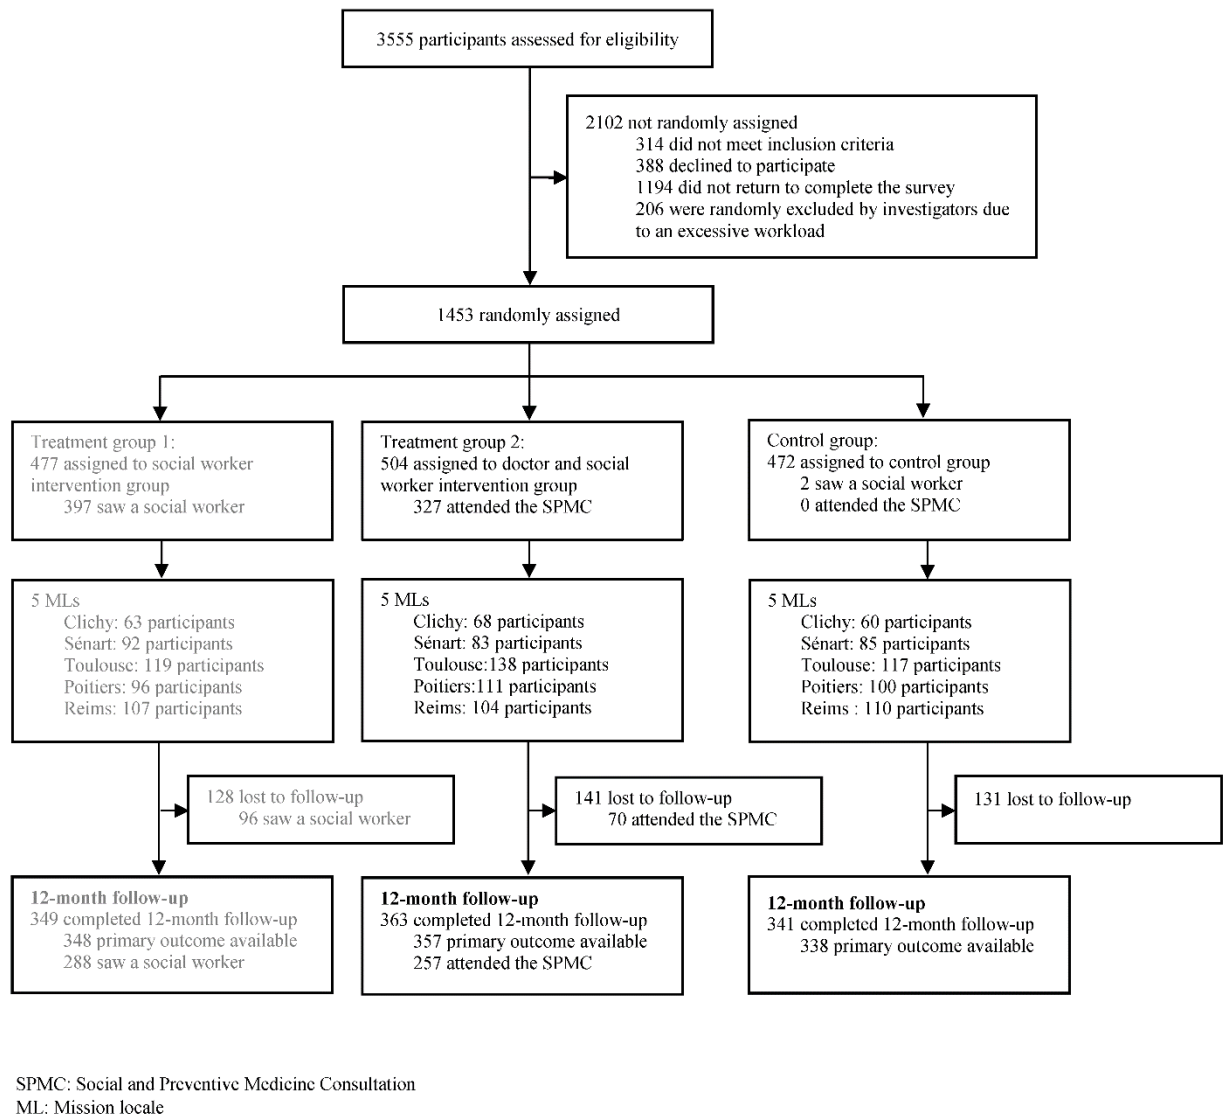 3555 participants assessed for eligibility
2102 not randomly assigned
314 did not meet inclusion criteria
388 declined to participate
1194 did not return to complete the survey
206 were randomly excluded by investigators due
to an excessive workload
1453 randomly assigned
Treatment group 1:
477 assigned to social worker
intervention group
397 saw a social worker
Treatment group 2:
504 assigned to doctor and social
worker intervention group
327 attended the SPMC
Control group:
472 assigned to control group
2 saw a social worker
0 attended the SPMC
5 MLs
Clichy: 63 participants
Sénart: 92 participants
Toulouse: 119 participants
Poitiers: 96 participants
Reims: 107 participants
5 MLs
Clichy: 68 participants
Sénart: 83 participants
Toulouse:138 participants
Poitiers:111 participants
Reims: 104 participants
5 MLs
Clichy: 60 participants
Sénart: 85 participants
Toulouse: 117 participants
Poitiers: 100 participants
Reims : 110 participants
128 lost to follow-up
96 saw a social worker
141 lost to follow-up
70 attended the SPMC
131 lost to follow-up
12-month follow-up
349 completed 12-month follow-up
348 primary outcome available
288 saw a social worker
12-month follow-up
363 completed 12-month follow-up
357 primary outcome available
257 attended the SPMC
12-month follow-up
341 completed 12-month follow-up
338 primary outcome available
SPMC: Social and Preventive Medicine Consultation
ML: Mission locale